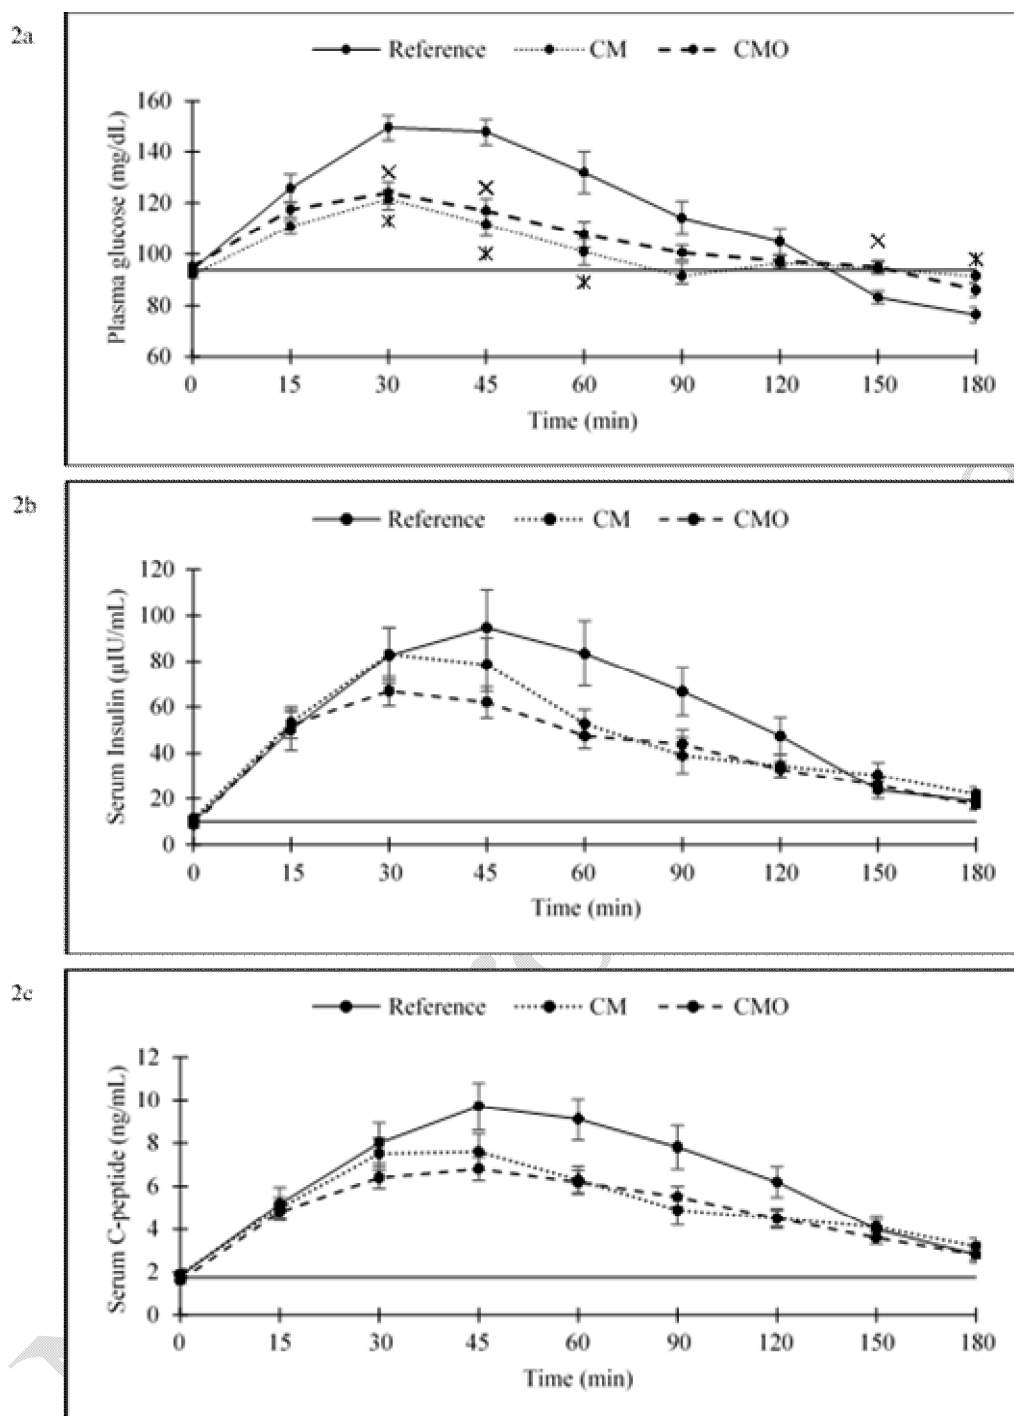 2a
Reference CM CMO
Plasma glucose (mg/dL)
160
140
120
100
80
60
0 15 30 45 60 90 120 150 180
Time (min)
2b
Reference CM CMO
Serum Insulin (µIU/mL)
120
100
80
60
40
20
0
0 15 30 45 60 90 120 150 180
Time (min)
2c
Reference CM CMO
Serum C-peptide (ng/mL)
12
10
8
6
4
2
0
0 15 30 45 60 90 120 150 180
Time (min)